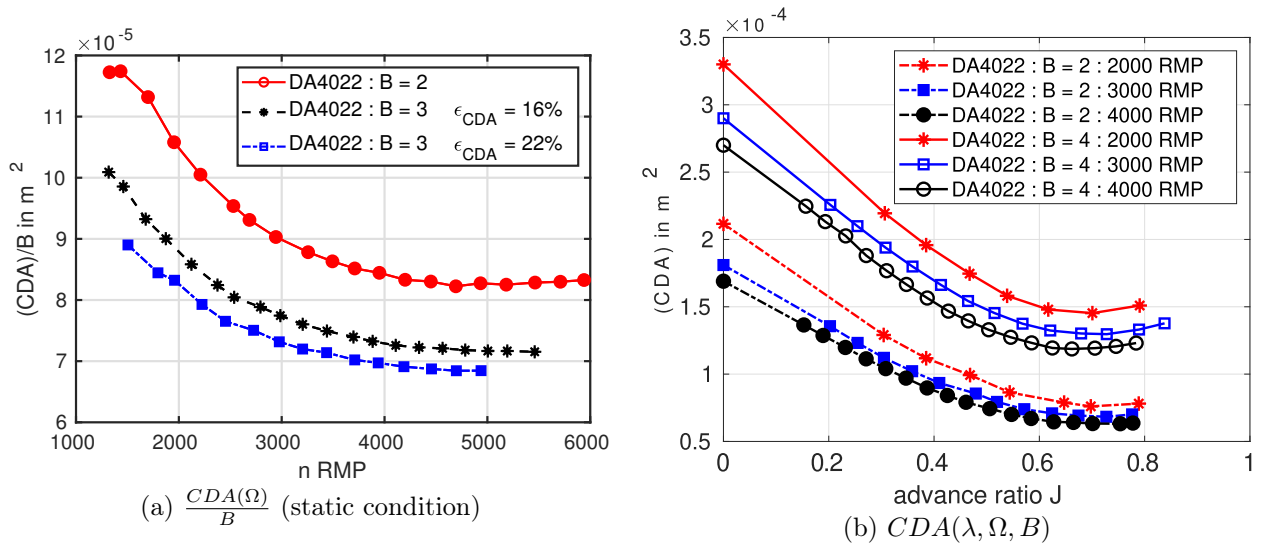 ×10⁻⁵
12
11
10
9
8
7
6
(CDA)/B in m ²
1000
2000
3000
4000
5000
6000
n RMP
DA4022 : B = 2
DA4022 : B = 3 ϵ_CDA = 16%
DA4022 : B = 3 ϵ_CDA = 22%
(a) CDA(Ω)/B (static condition)
×10⁻⁴
3.5
3
2.5
2
1.5
1
0.5
(CDA) in m ²
0
0.2
0.4
0.6
0.8
1
advance ratio J
DA4022 : B = 2 : 2000 RMP
DA4022 : B = 2 : 3000 RMP
DA4022 : B = 2 : 4000 RMP
DA4022 : B = 4 : 2000 RMP
DA4022 : B = 4 : 3000 RMP
DA4022 : B = 4 : 4000 RMP
(b) CDA(λ, Ω, B)